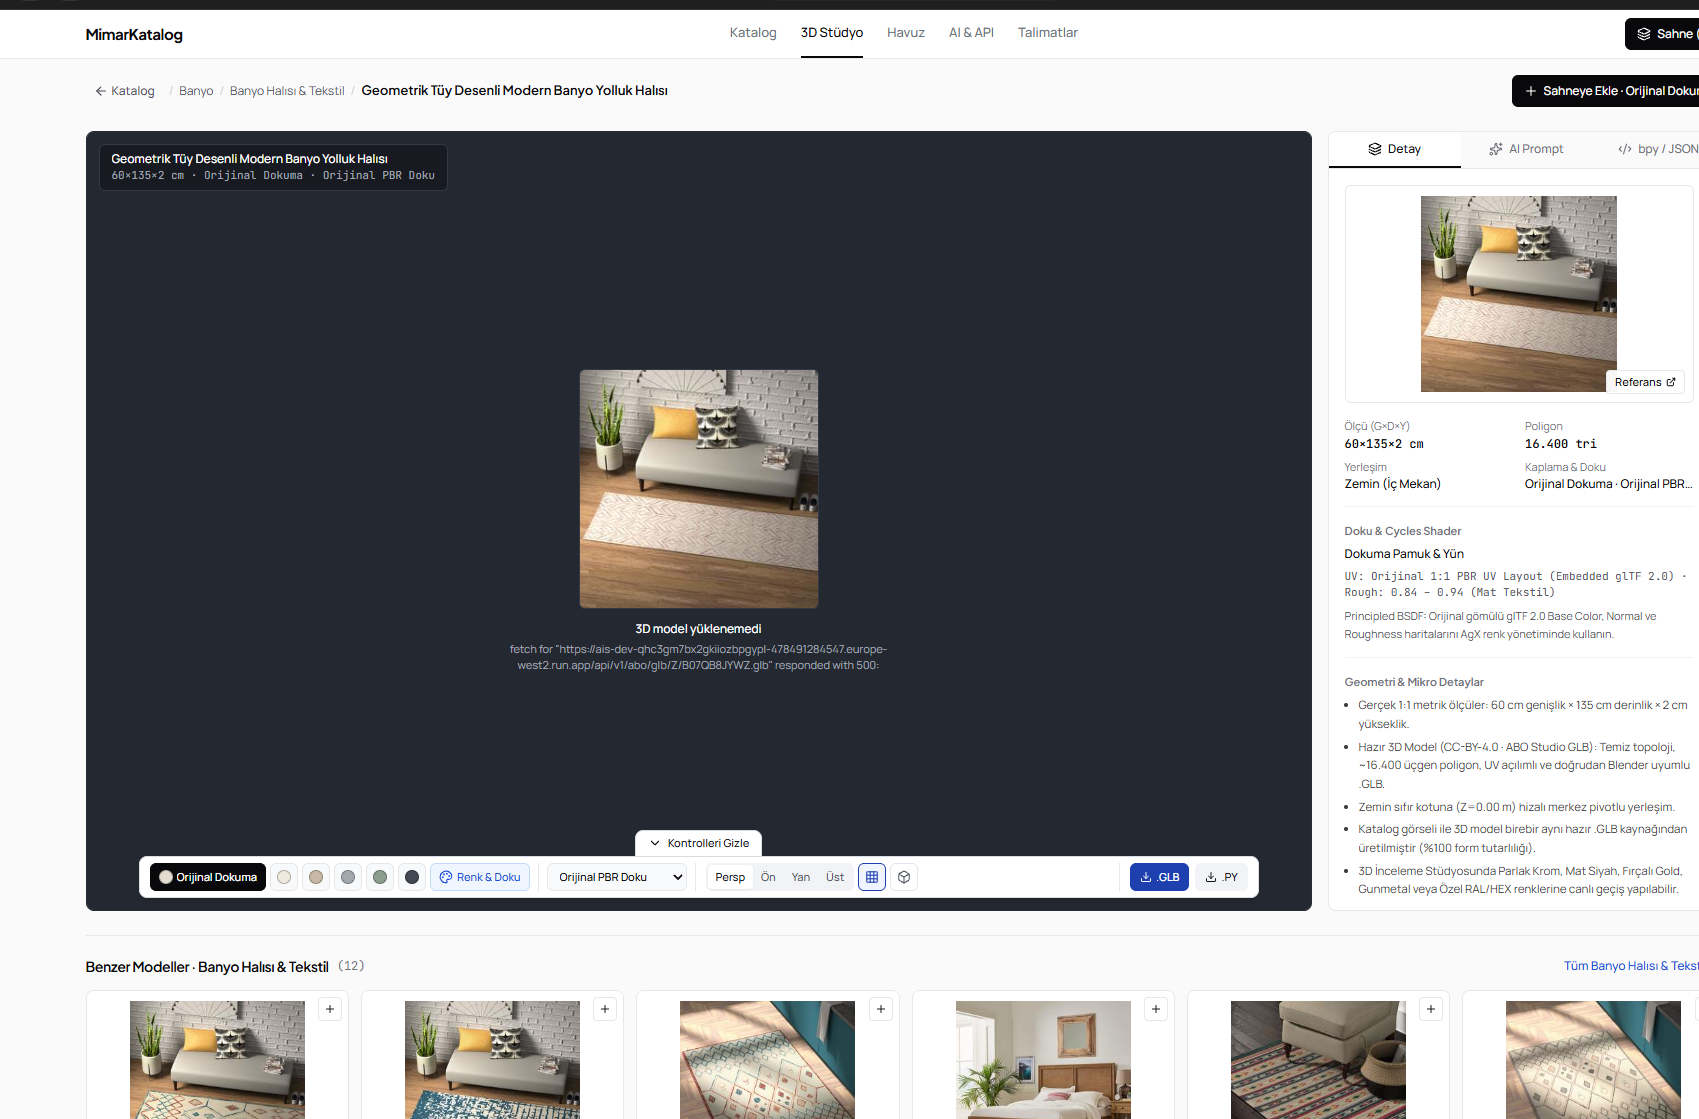 MimarKatalog
Katalog
3D Stüdyo
Havuz
AI & API
Talimatlar
Sahne
← Katalog / Banyo / Banyo Halısı & Tekstil / Geometrik Tüy Desenli Modern Banyo Yolluk Halısı
+ Sahneye Ekle · Orijinal
Geometrik Tüy Desenli Modern Banyo Yolluk Halısı
60×135×2 cm · Orijinal Dokuma · Orijinal PBR Doku
3D model yüklenemedi
fetch for "https://ais-dev-qhc3gm7bx2gkiiozbpgypl-478491284547.europe-
west2.run.app/api/v1/abo/glb/Z/B07QB8JYWZ.glb" responded with 500:
Kontrolleri Gizle
Orijinal Dokuma
Renk & Doku
Orijinal PBR Doku
Persp
Ön
Yan
Üst
.GLB
.PY
Detay
AI Prompt
</> bpy / JSON
Referans
Ölçü (G×D×Y)
60×135×2 cm
Poligon
16.400 tri
Yerleşim
Zemin (İç Mekan)
Kaplama & Doku
Orijinal Dokuma · Orijinal PBR...
Doku & Cycles Shader
Dokuma Pamuk & Yün
UV: Orijinal 1:1 PBR UV Layout (Embedded glTF 2.0) ·
Rough: 0.84 – 0.94 (Mat Tekstil)
Principled BSDF: Orijinal gömülü glTF 2.0 Base Color, Normal ve
Roughness haritalarını AgX renk yönetiminde kullanın.
Geometri & Mikro Detaylar
• Gerçek 1:1 metrik ölçüler: 60 cm genişlik × 135 cm derinlik × 2 cm
yükseklik.
• Hazır 3D Model (CC-BY-4.0 · ABO Studio GLB): Temiz topoloji,
~16.400 üçgen poligon, UV açılımlı ve doğrudan Blender uyumlu
.GLB.
• Zemin sıfır kotuna (Z=0.00 m) hizalı merkez pivotlu yerleşim.
• Katalog görseli ile 3D model birebir aynı hazır .GLB kaynağından
üretilmiştir (%100 form tutarlılığı).
• 3D İnceleme Stüdyosunda Parlak Krom, Mat Siyah, Fırçalı Gold,
Gunmetal veya Özel RAL/HEX renklerine canlı geçiş yapılabilir.
Benzer Modeller · Banyo Halısı & Tekstil (12)
Tüm Banyo Halısı &